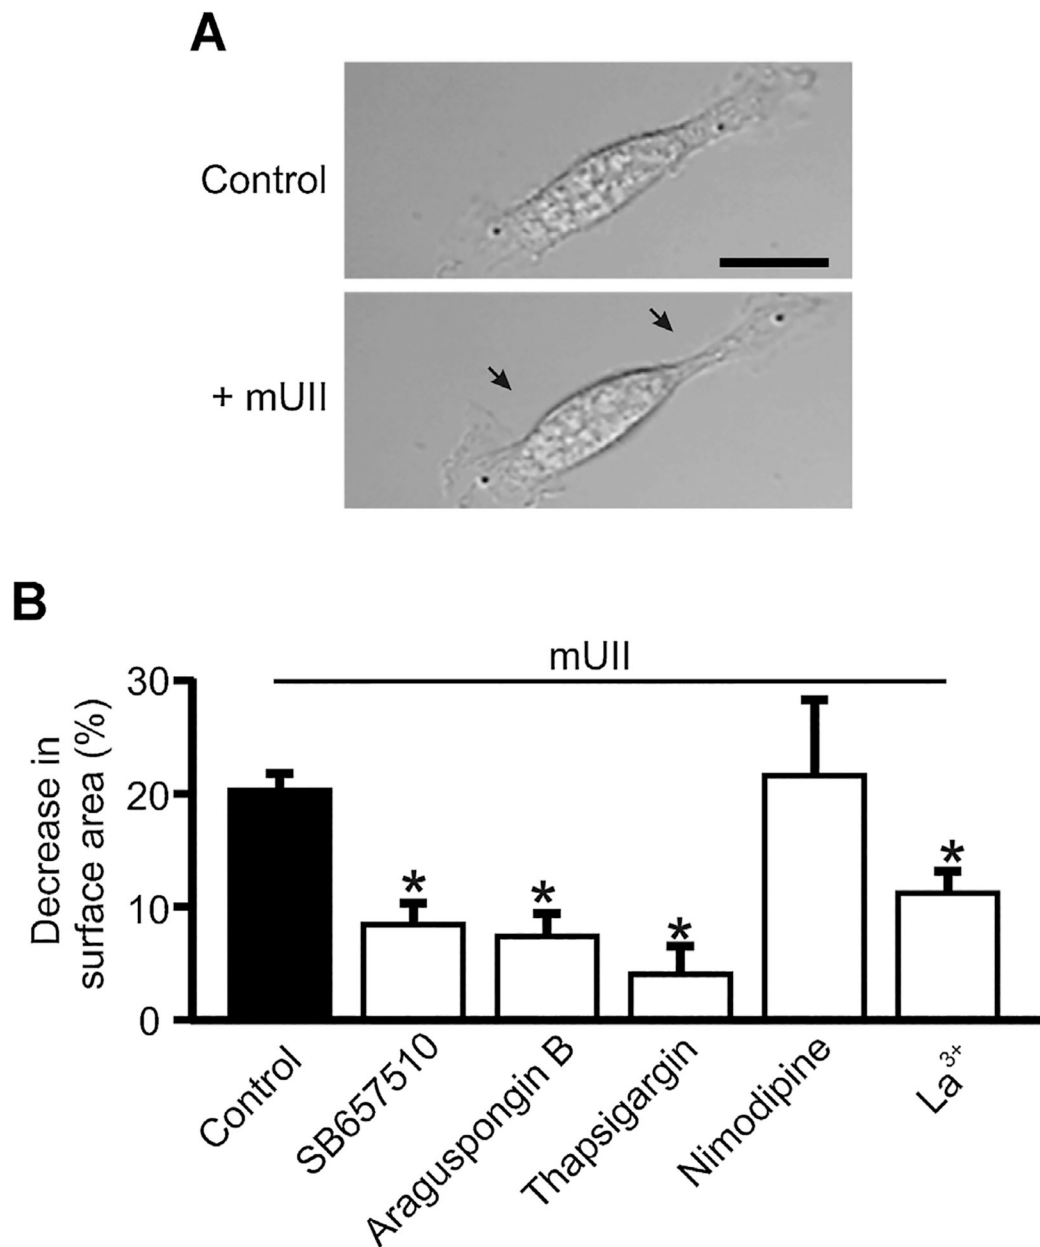 A
Control
+ mUII
B
mUII
Decrease in
surface area (%)
30
20
10
0
*
*
*
*
Control
SB657510
Araguspongin B
Thapsigargin
Nimodipine
La³⁺